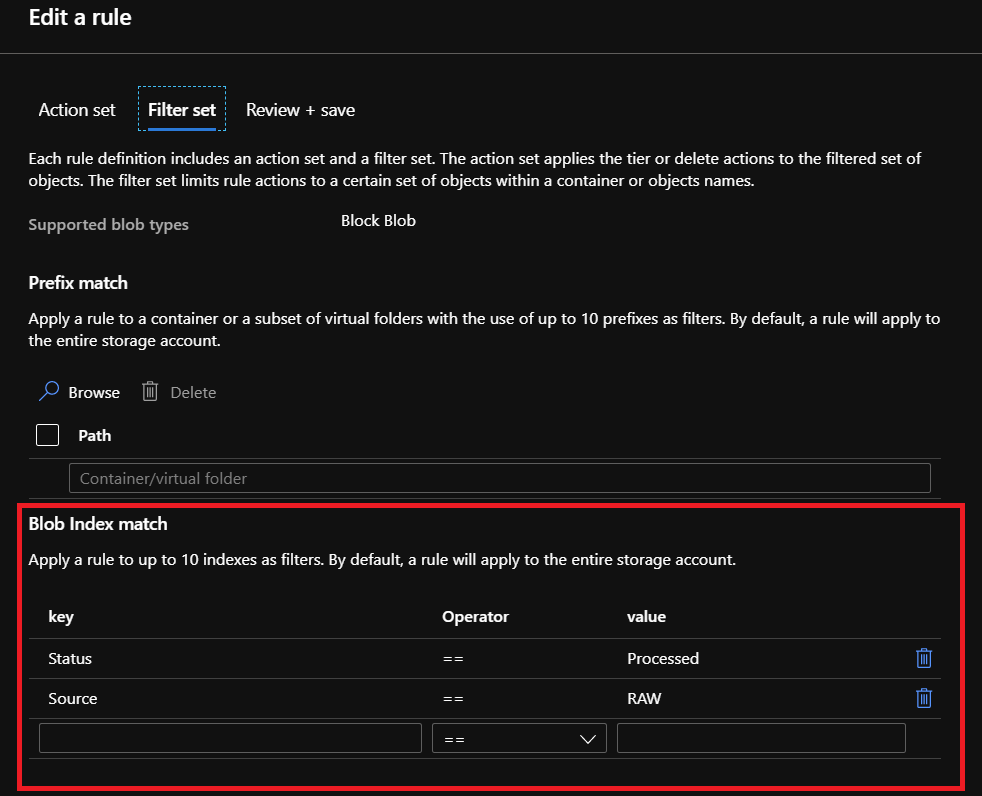 Edit a rule
Action set Filter set Review + save
Each rule definition includes an action set and a filter set. The action set applies the tier or delete actions to the filtered set of
objects. The filter set limits rule actions to a certain set of objects within a container or objects names.
Supported blob types Block Blob
Prefix match
Apply a rule to a container or a subset of virtual folders with the use of up to 10 prefixes as filters. By default, a rule will apply to
the entire storage account.
Browse Delete
Path
Container/virtual folder
Blob Index match
Apply a rule to up to 10 indexes as filters. By default, a rule will apply to the entire storage account.
key Operator value
Status == Processed
Source == RAW
==